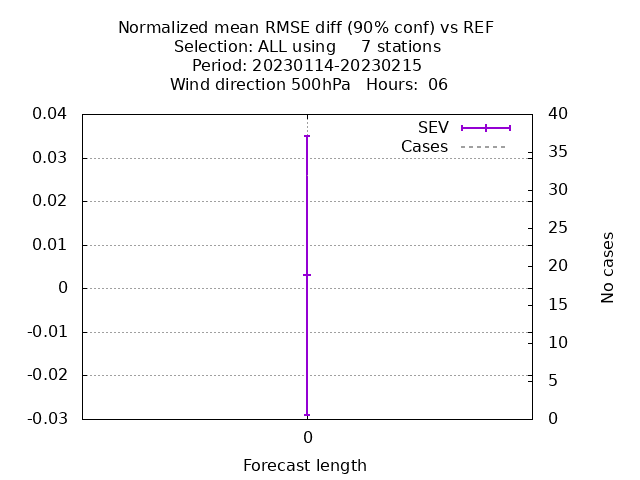 Normalized mean RMSE diff (90% conf) vs REF
Selection: ALL using     7 stations
Period: 20230114-20230215
Wind direction 500hPa   Hours:  06
SEV
Cases
0.04
0.03
0.02
0.01
0
-0.01
-0.02
-0.03
40
35
30
25
20
15
10
5
0
No cases
0
Forecast length